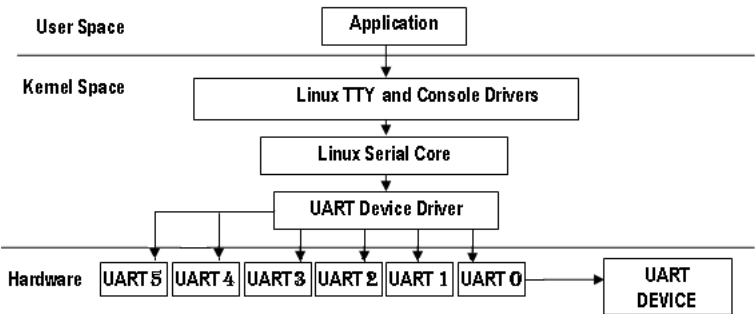 User Space
Application
Kernel Space
Linux TTY and Console Drivers
Linux Serial Core
UART Device Driver
Hardware
UART 5
UART 4
UART 3
UART 2
UART 1
UART 0
UART
DEVICE